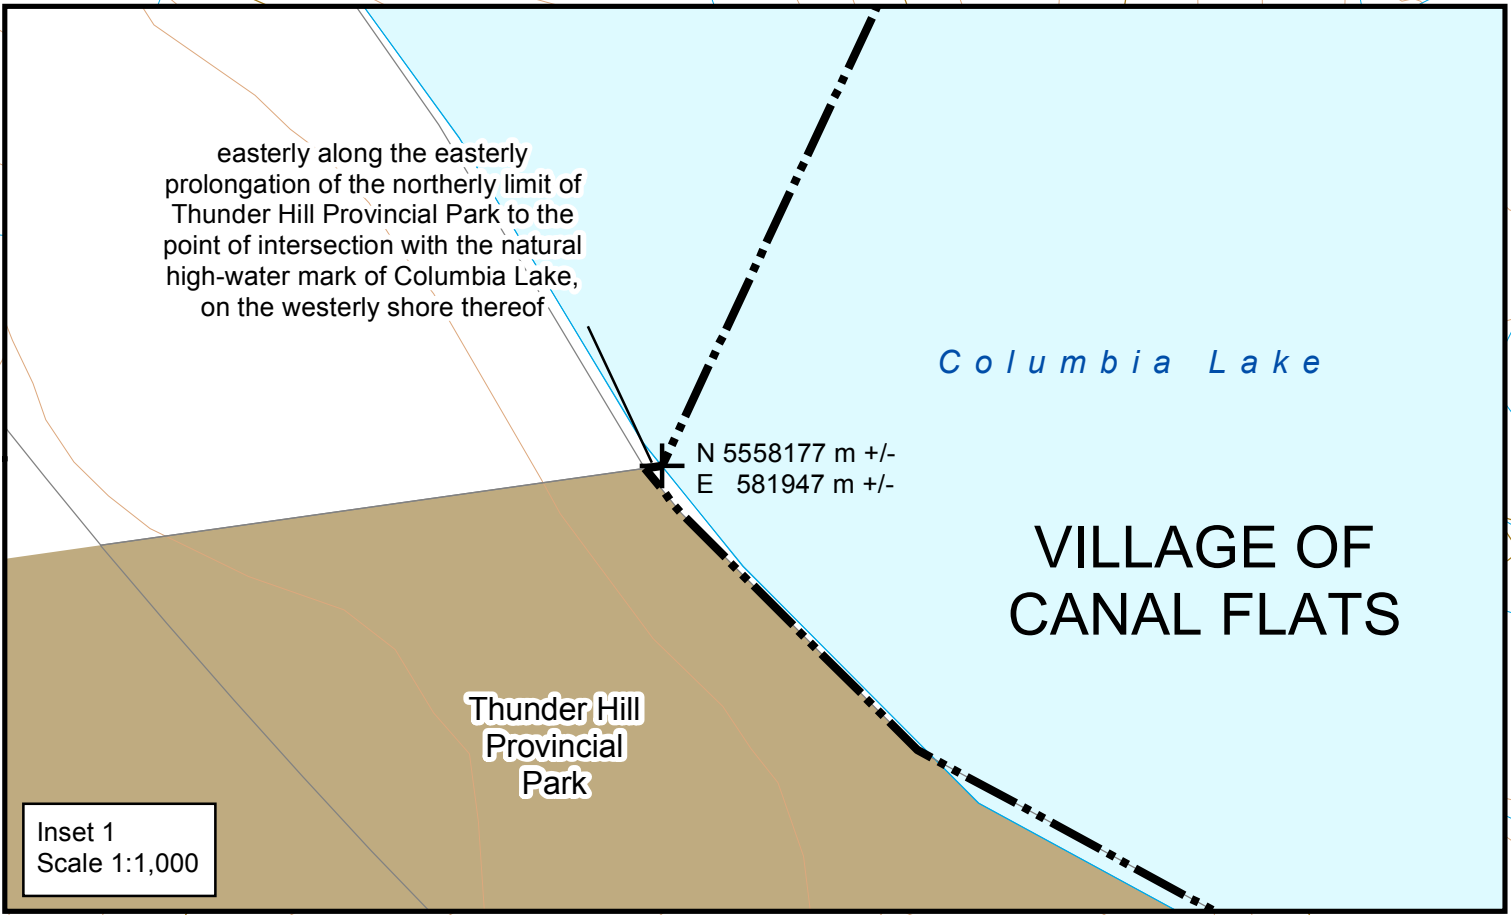 easterly along the easterly
prolongation of the northerly limit of
Thunder Hill Provincial Park to the
point of intersection with the natural
high-water mark of Columbia Lake,
on the westerly shore thereof
Columbia Lake
N 5558177 m +/-
E 581947 m +/-
VILLAGE OF
CANAL FLATS
Thunder Hill
Provincial
Park
Inset 1
Scale 1:1,000